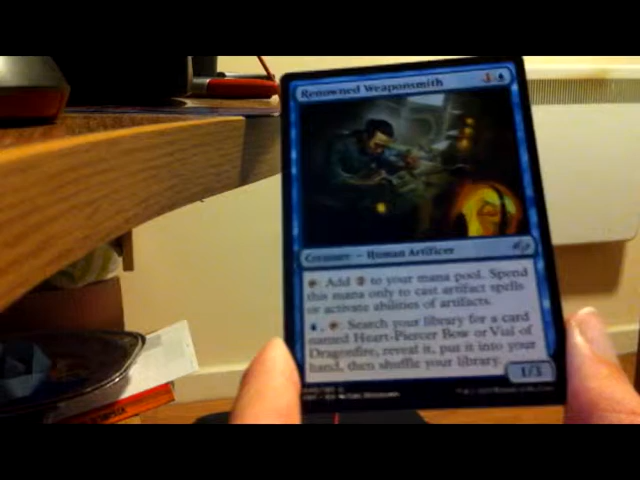 Renowned Weaponsmith 1
Creature — Human Artificer
: Add 2 to your mana pool. Spend
this mana only to cast artifact spells
or activate abilities of artifacts.
, : Search your library for a card
named Heart-Piercer Bow or Vial of
Dragonfire, reveal it, put it into your
hand, then shuffle your library.
1/3